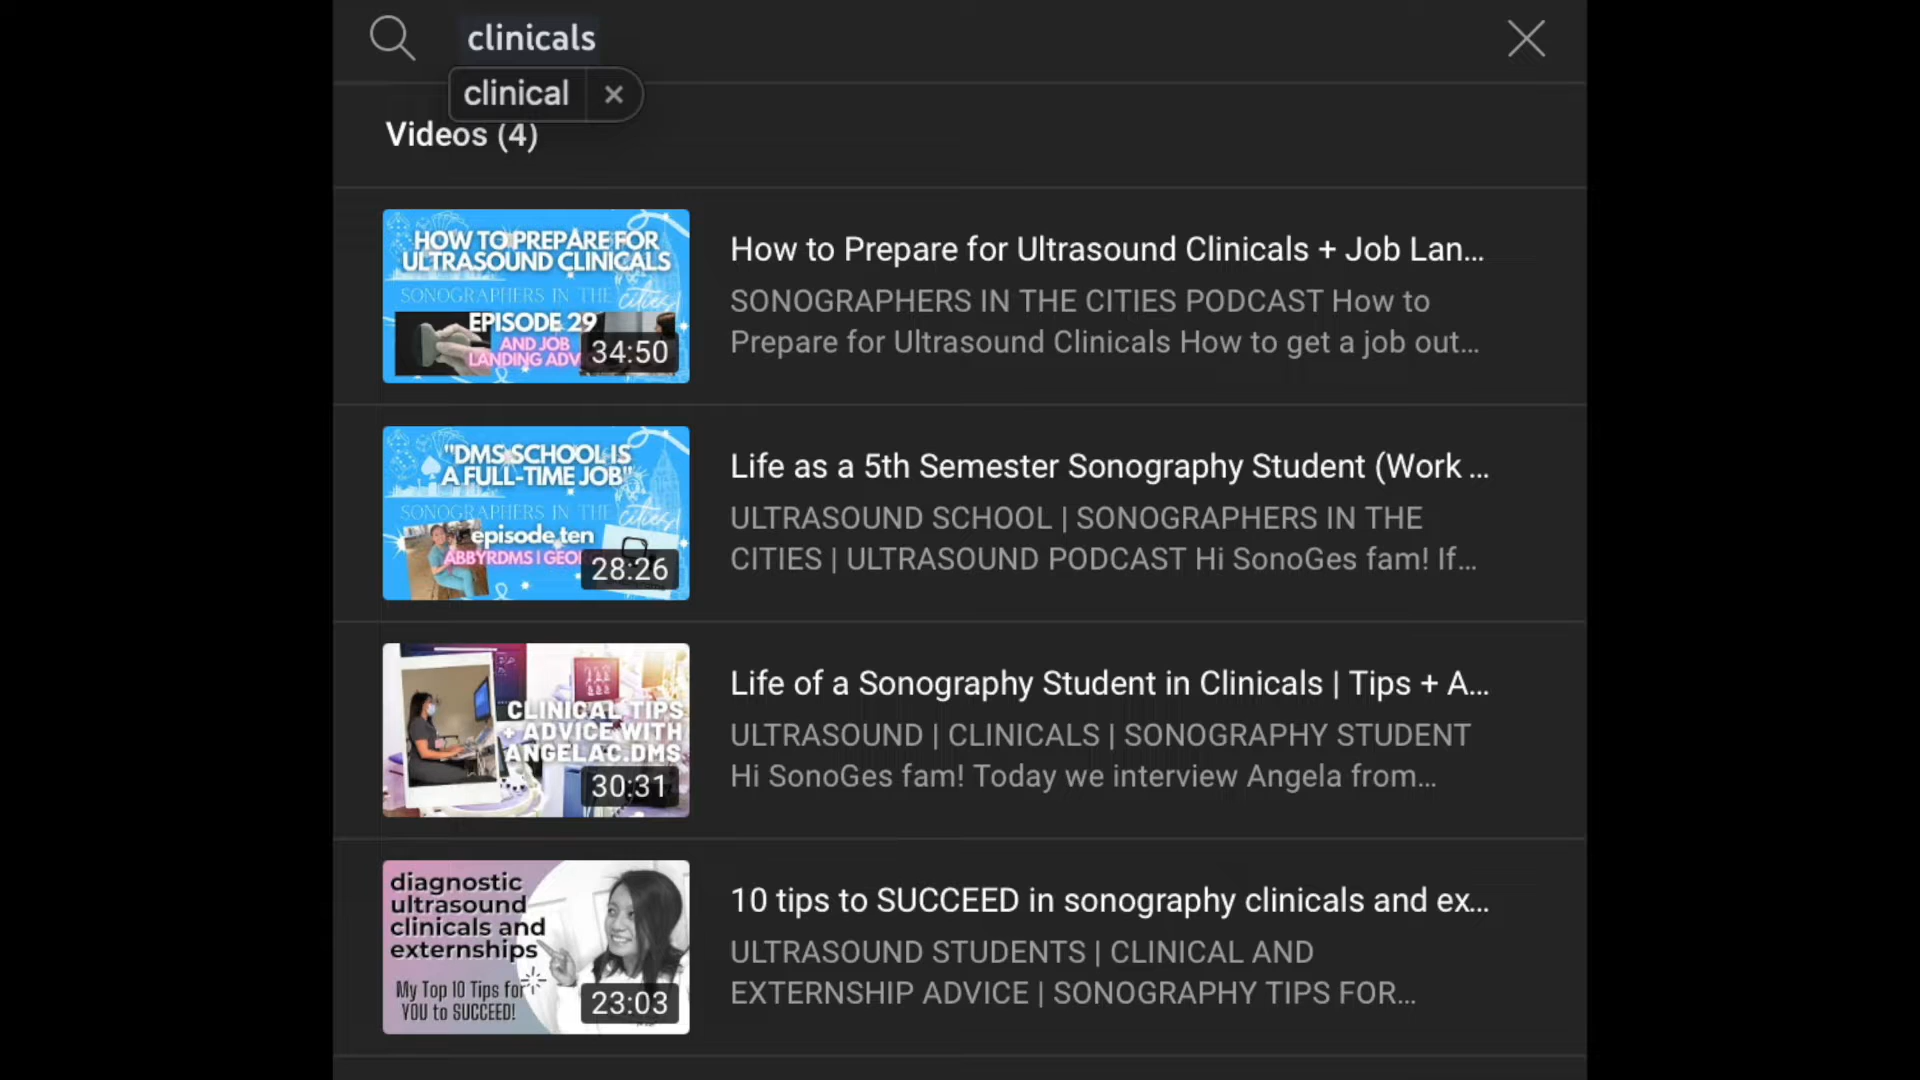 clinicals
clinical
Videos (4)
HOW TO PREPARE FOR
ULTRASOUND CLINICALS
SONOGRAPHERS IN THE cities
EPISODE 29
AND JOB
LANDING
34:50
How to Prepare for Ultrasound Clinicals + Job Lan...
SONOGRAPHERS IN THE CITIES PODCAST How to
Prepare for Ultrasound Clinicals How to get a job out...
"DMS SCHOOL IS
A FULL-TIME JOB"
SONOGRAPHERS IN THE cities
episode ten
ABBYRDMS |
28:26
Life as a 5th Semester Sonography Student (Work ...
ULTRASOUND SCHOOL | SONOGRAPHERS IN THE
CITIES | ULTRASOUND PODCAST Hi SonoGes fam! If...
CLINICAL TIPS
+ ADVICE WITH
ANGELAC.DMS
30:31
Life of a Sonography Student in Clinicals | Tips + A...
ULTRASOUND | CLINICALS | SONOGRAPHY STUDENT
Hi SonoGes fam! Today we interview Angela from...
diagnostic
ultrasound
clinicals and
externships
My Top 10 Tips for
YOU to SUCCEED!
23:03
10 tips to SUCCEED in sonography clinicals and ex...
ULTRASOUND STUDENTS | CLINICAL AND
EXTERNSHIP ADVICE | SONOGRAPHY TIPS FOR...